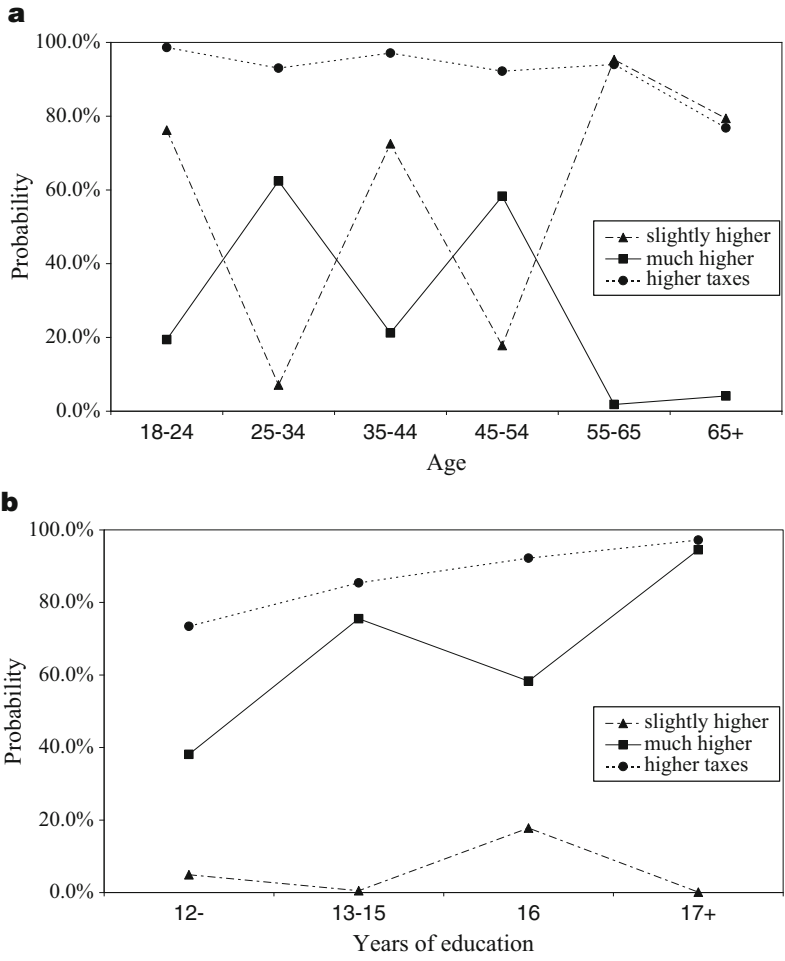 a
100.0%
80.0%
60.0%
40.0%
20.0%
0.0%
Probability
slightly higher
much higher
higher taxes
18-24 25-34 35-44 45-54 55-65 65+
Age
b
100.0%
80.0%
60.0%
40.0%
20.0%
0.0%
Probability
slightly higher
much higher
higher taxes
12- 13-15 16 17+
Years of education